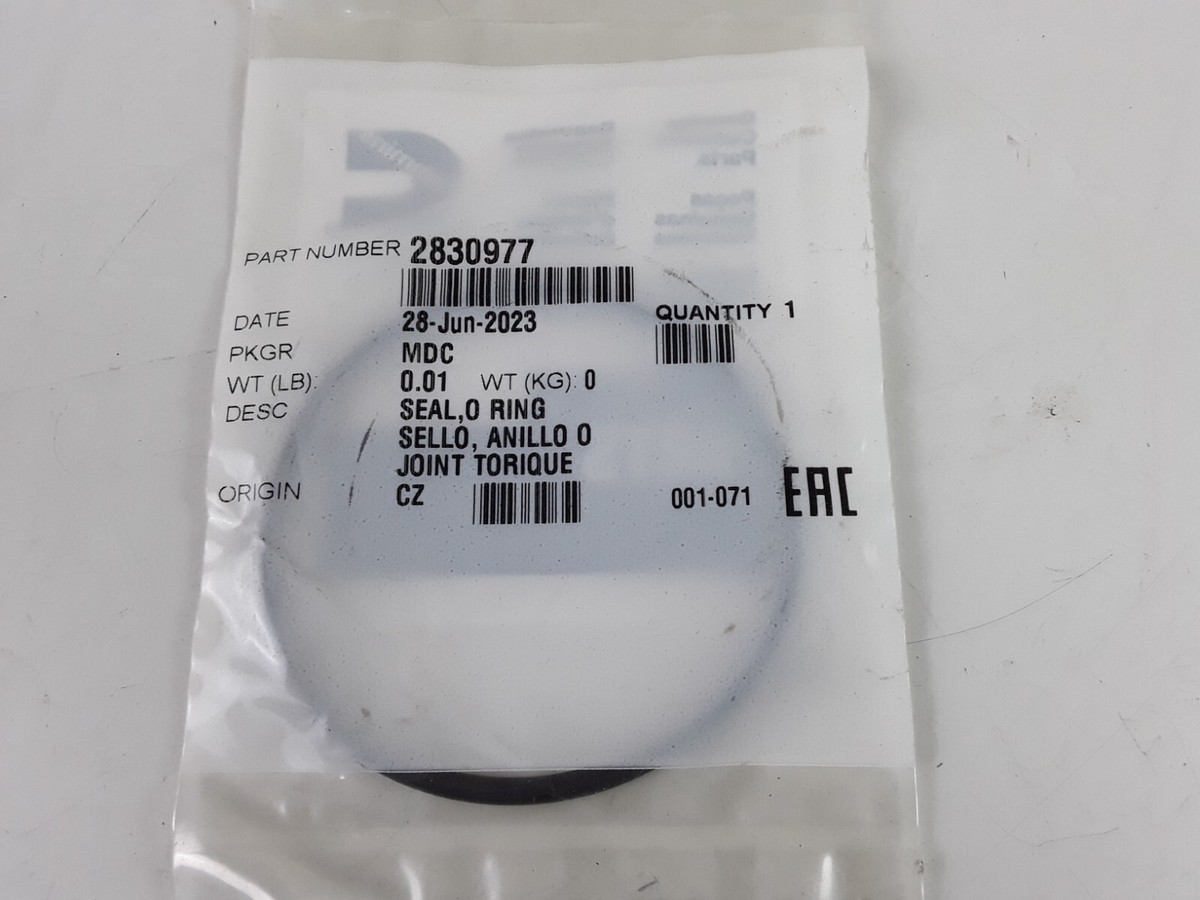 PART NUMBER 2830977
DATE 28-Jun-2023 QUANTITY 1
PKGR MDC
WT (LB): 0.01 WT (KG): 0
DESC SEAL,O RING
SELLO, ANILLO O
JOINT TORIQUE
ORIGIN CZ 001-071 EAC